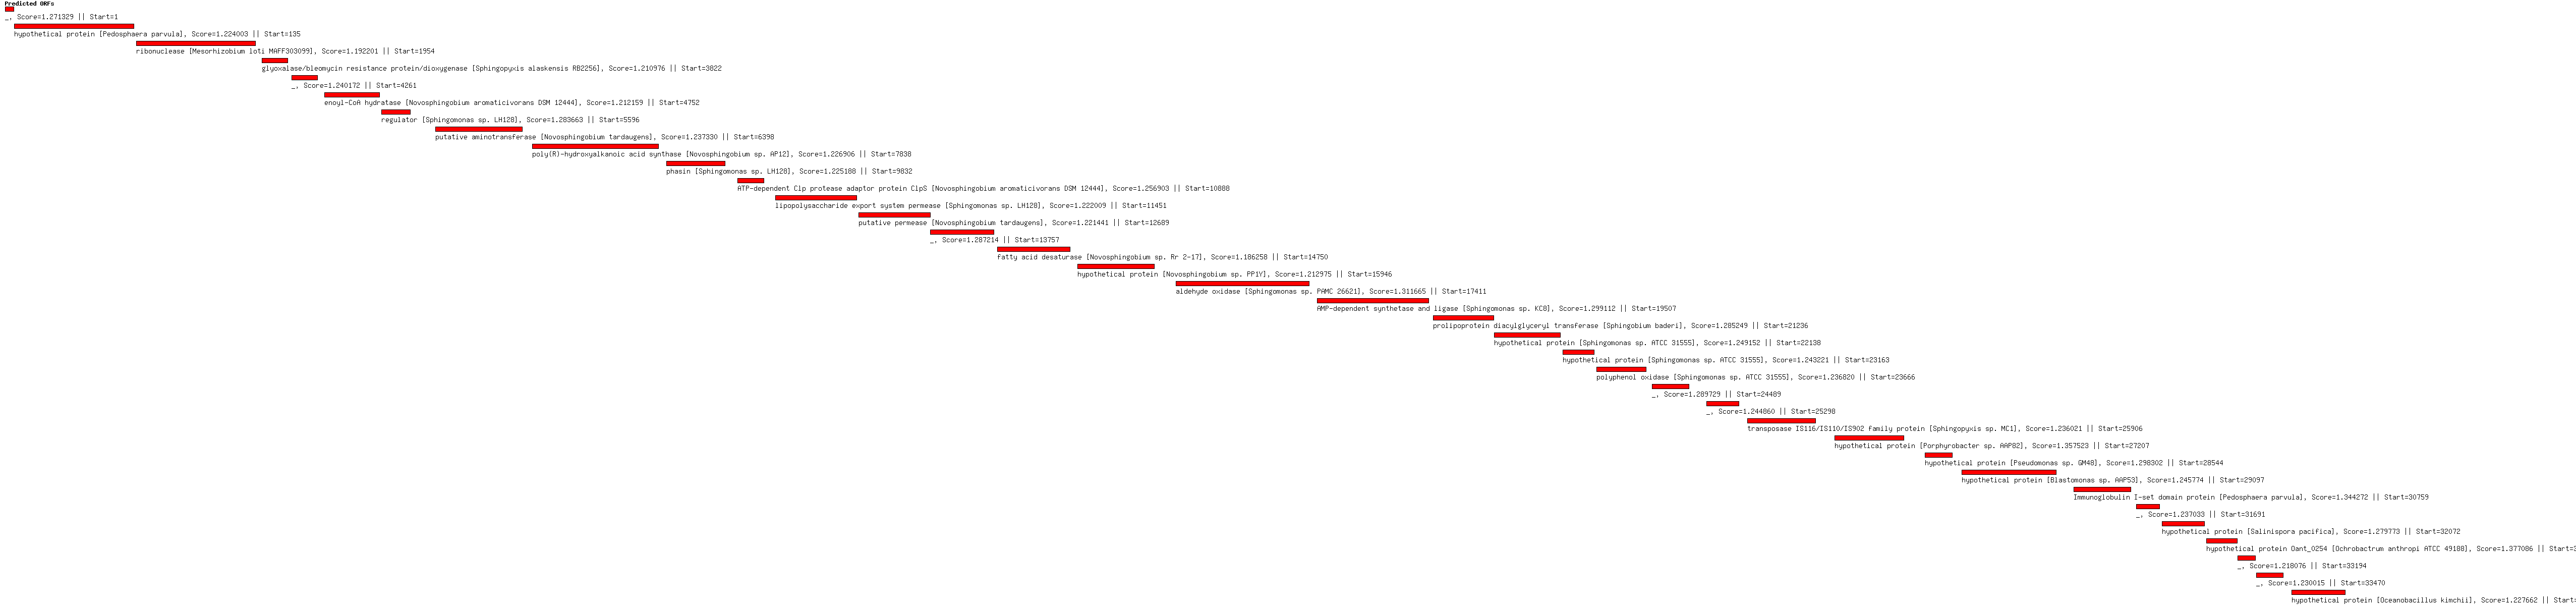 Predicted ORFs
_, Score=1.271329 || Start=1
hypothetical protein [Pedosphaera parvula], Score=1.224003 || Start=135
ribonuclease [Mesorhizobium loti MAFF303099], Score=1.192201 || Start=1954
glyoxalase/bleomycin resistance protein/dioxygenase [Sphingopyxis alaskensis RB2256], Score=1.210976 || Start=3822
_, Score=1.240172 || Start=4261
enoyl-CoA hydratase [Novosphingobium aromaticivorans DSM 12444], Score=1.212159 || Start=4752
regulator [Sphingomonas sp. LH128], Score=1.283663 || Start=5596
putative aminotransferase [Novosphingobium tardaugens], Score=1.237330 || Start=6398
poly(R)-hydroxyalkanoic acid synthase [Novosphingobium sp. AP12], Score=1.226906 || Start=7838
phasin [Sphingomonas sp. LH128], Score=1.225188 || Start=9832
ATP-dependent Clp protease adaptor protein ClpS [Novosphingobium aromaticivorans DSM 12444], Score=1.256903 || Start=10888
lipopolysaccharide export system permease [Sphingomonas sp. LH128], Score=1.222009 || Start=11451
putative permease [Novosphingobium tardaugens], Score=1.221441 || Start=12689
_, Score=1.287214 || Start=13757
fatty acid desaturase [Novosphingobium sp. Rr 2-17], Score=1.186258 || Start=14750
hypothetical protein [Novosphingobium sp. PP1Y], Score=1.212975 || Start=15946
aldehyde oxidase [Sphingomonas sp. PAMC 26621], Score=1.311665 || Start=17411
AMP-dependent synthetase and ligase [Sphingomonas sp. KC8], Score=1.299112 || Start=19507
prolipoprotein diacylglyceryl transferase [Sphingobium baderi], Score=1.285249 || Start=21236
hypothetical protein [Sphingomonas sp. ATCC 31555], Score=1.249152 || Start=22138
hypothetical protein [Sphingomonas sp. ATCC 31555], Score=1.243221 || Start=23163
polyphenol oxidase [Sphingomonas sp. ATCC 31555], Score=1.236820 || Start=23666
_, Score=1.289729 || Start=24489
_, Score=1.244860 || Start=25298
transposase IS116/IS110/IS902 family protein [Sphingopyxis sp. MC1], Score=1.236021 || Start=25906
hypothetical protein [Porphyrobacter sp. AAP82], Score=1.357523 || Start=27207
hypothetical protein [Pseudomonas sp. GM48], Score=1.298302 || Start=28544
hypothetical protein [Blastomonas sp. AAP53], Score=1.245774 || Start=29097
Immunoglobulin I-set domain protein [Pedosphaera parvula], Score=1.344272 || Start=30759
_, Score=1.237033 || Start=31691
hypothetical protein [Salinispora pacifica], Score=1.279773 || Start=32072
hypothetical protein Oant_0254 [Ochrobactrum anthropi ATCC 49188], Score=1.377086 || Start=
_, Score=1.218076 || Start=33194
_, Score=1.230015 || Start=33470
hypothetical protein [Oceanobacillus kimchii], Score=1.227662 || Start=